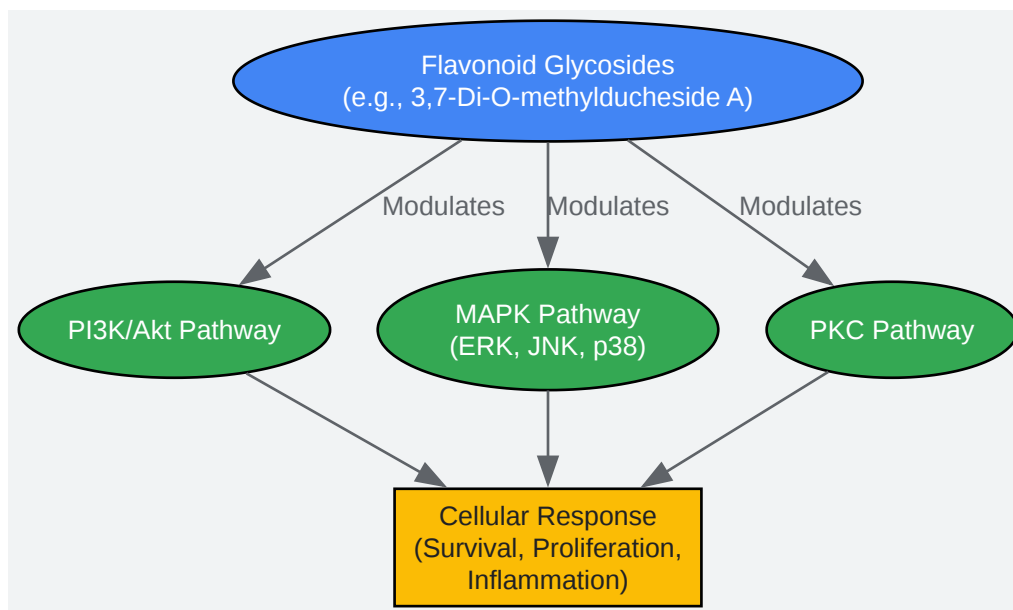 Flavonoid Glycosides
(e.g., 3,7-Di-O-methylducheside A)
Modulates
Modulates
Modulates
PI3K/Akt Pathway
MAPK Pathway
(ERK, JNK, p38)
PKC Pathway
Cellular Response
(Survival, Proliferation,
Inflammation)